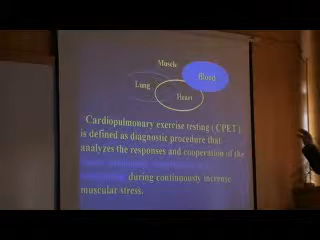 Muscle
Blood
Lung
Heart
Cardiopulmonary exercise testing ( CPET )
is defined as diagnostic procedure that
analyzes the responses and cooperation of the
during continuously increase
muscular stress.